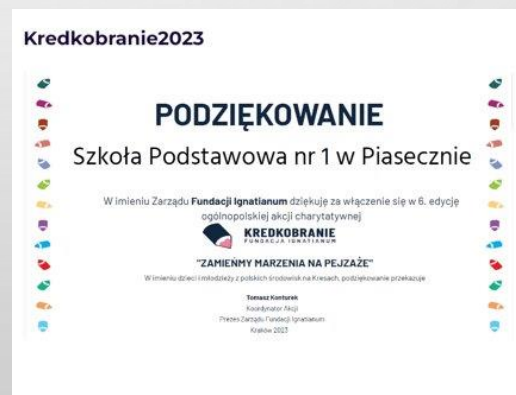 Kredkobranie2023
PODZIĘKOWANIE
Szkoła Podstawowa nr 1 w Piasecznie
W imieniu Zarządu Fundacji Ignatianum dziękuję za włączenie się w 6. edycję
ogólnopolskiej akcji charytatywnej
KREDKOBRANIE
FUNDACJA IGNATIANUM
"ZAMIEŃMY MARZENIA NA PEJZAŻE"
W imieniu dzieci i młodzieży z polskich środowisk na Kresach, podziękowanie przekazuje
Tomasz Konturek
Koordynator Akcji
Prezes Zarządu Fundacji Ignatianum
Kraków 2023